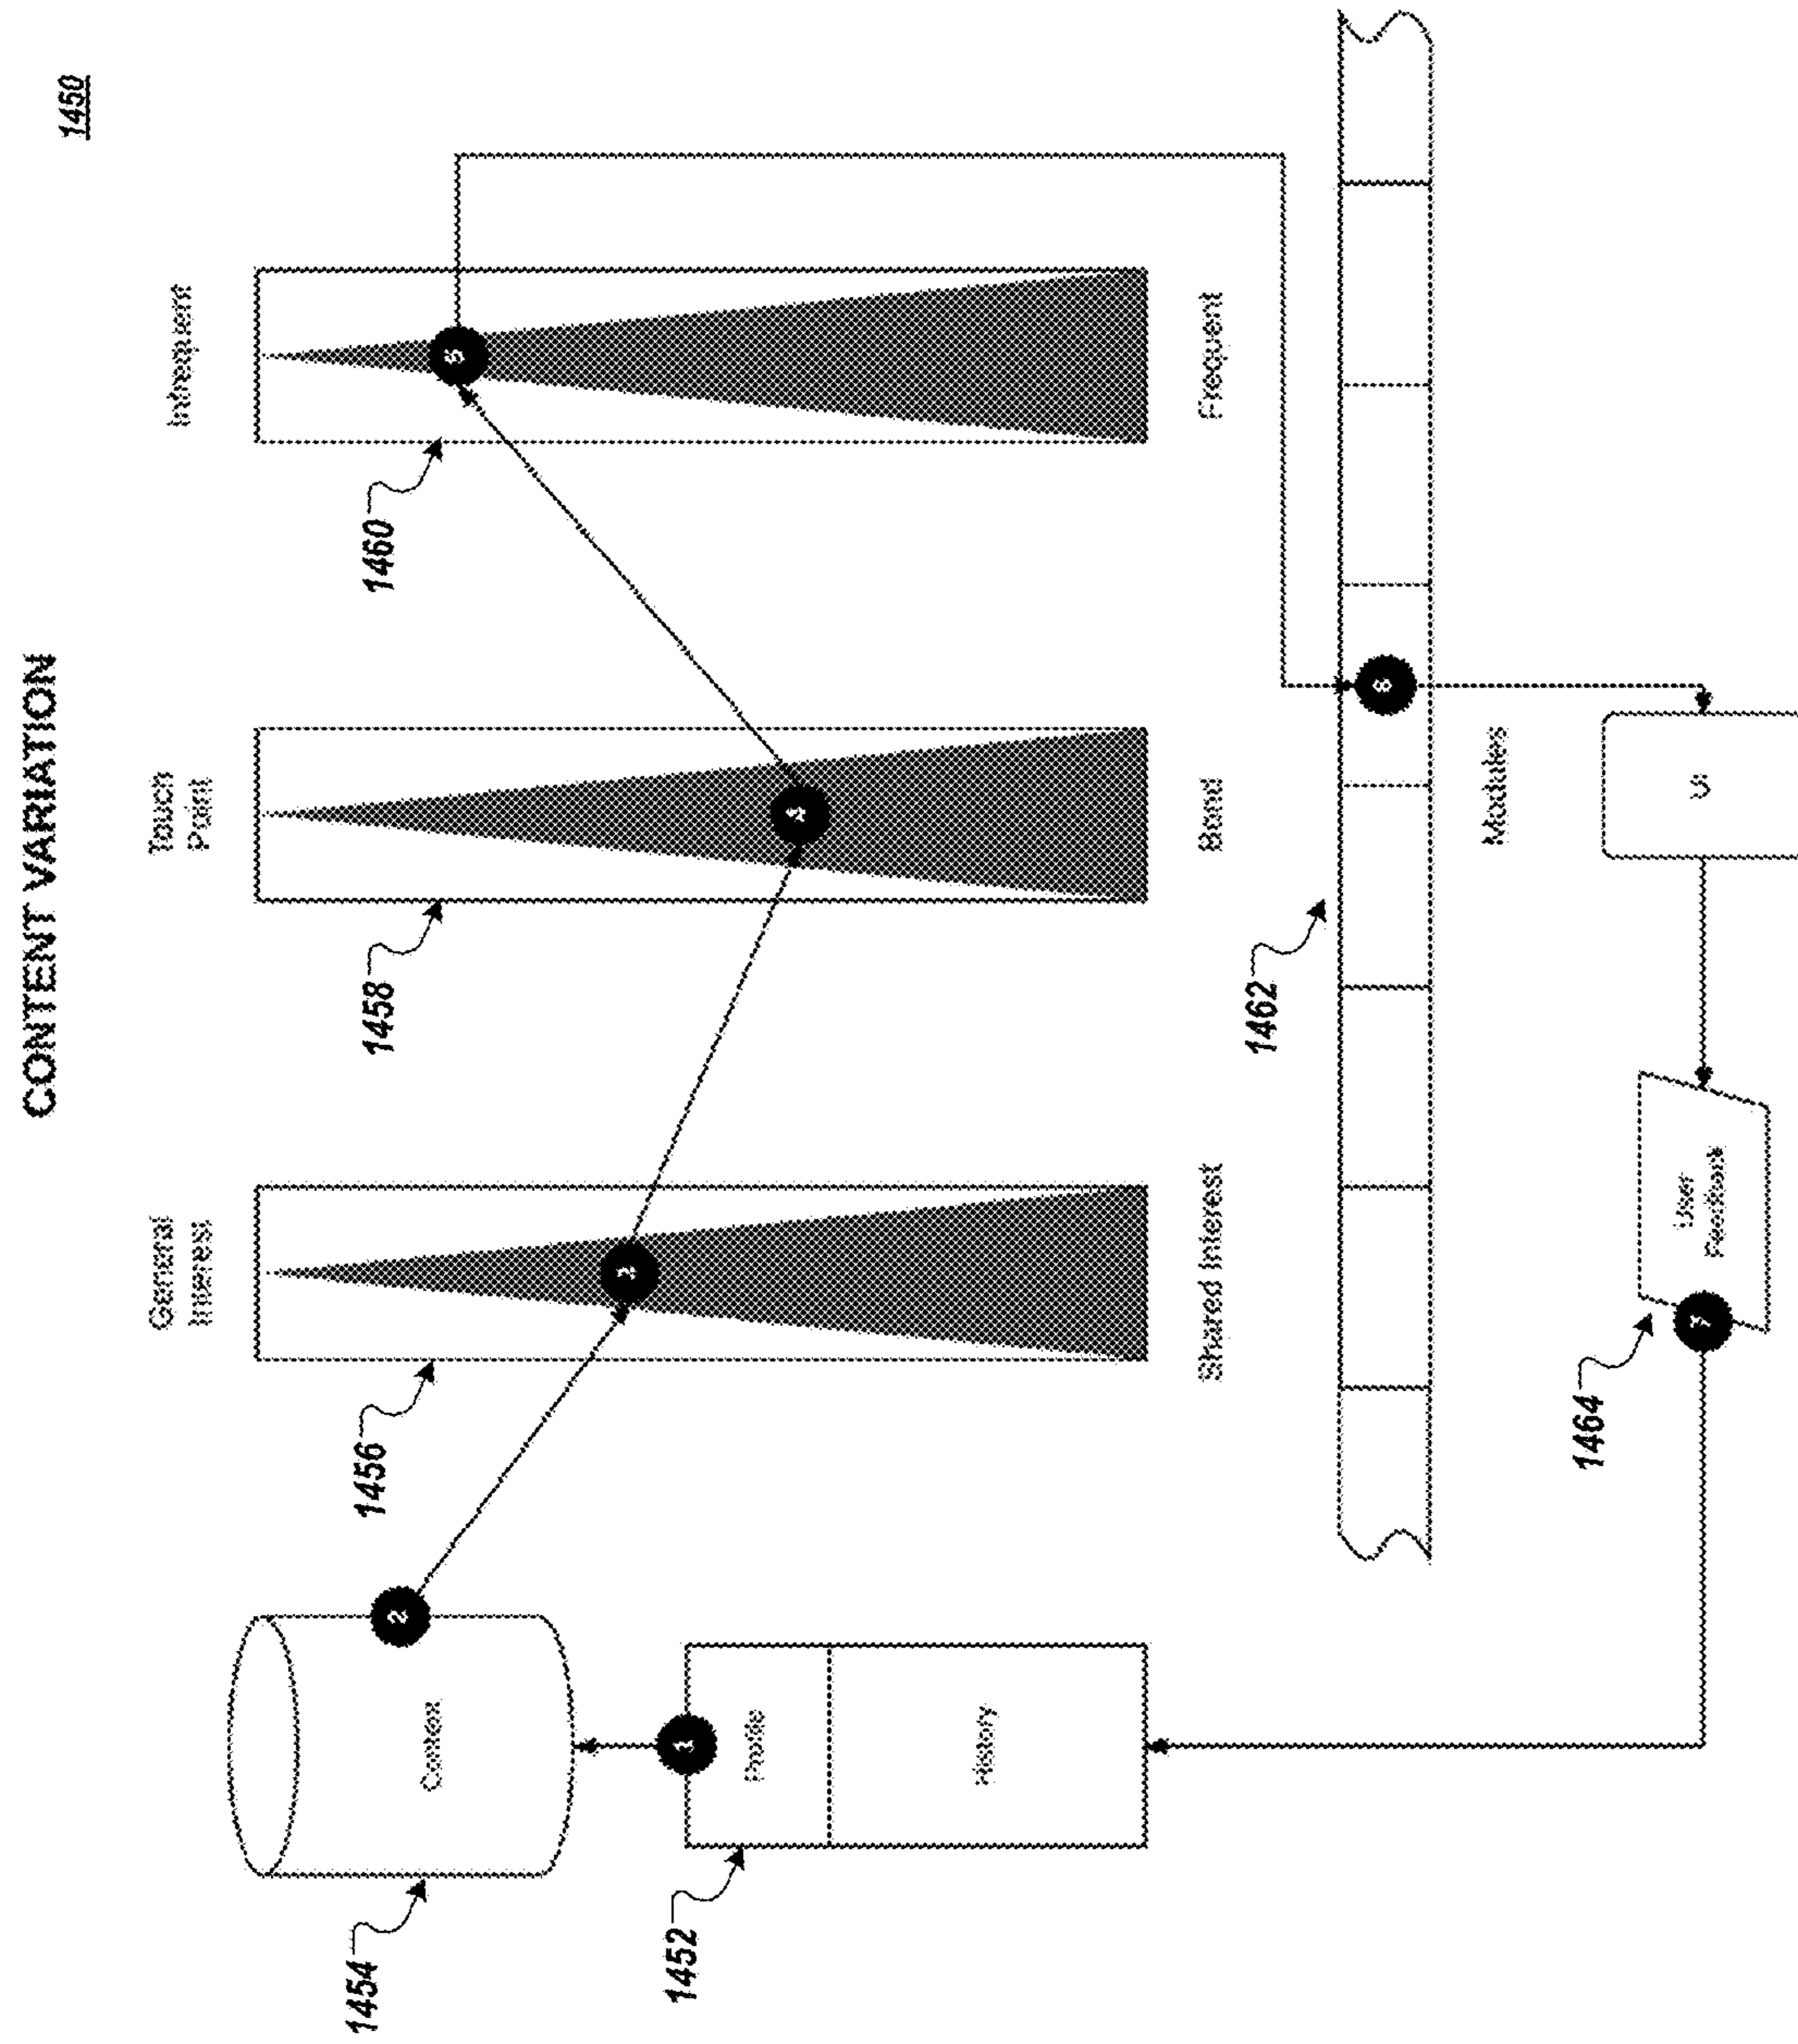 CONTENT VARIATION
1450
General
Interest
Touch
Point
Infrequent
1454
2
Context
1456
3
1458
4
1460
5
1452
1
Profile
History
Shared Interest
Bond
Frequent
1462
6
Modules
1464
7
User
Feedback
UI